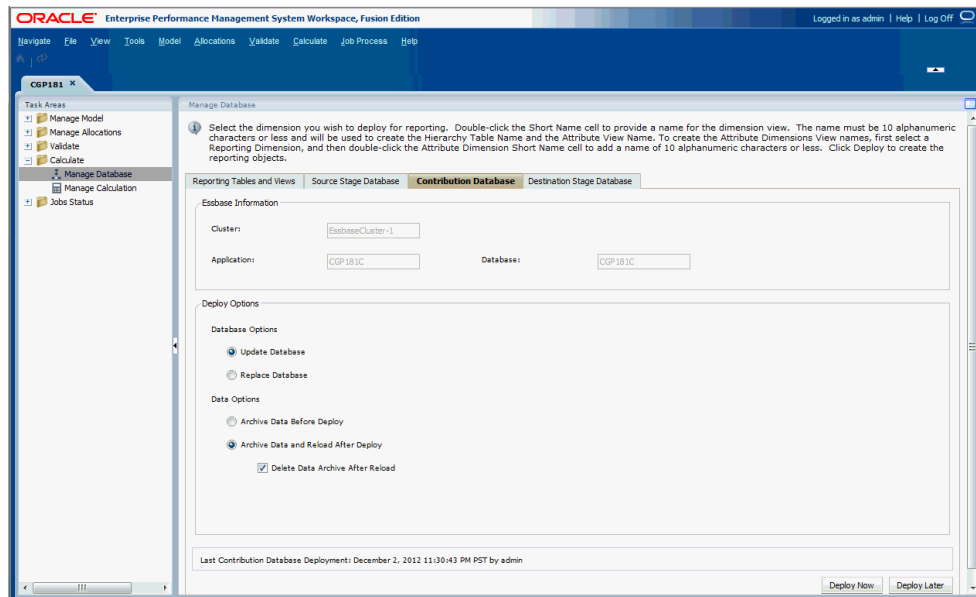 ORACLE Enterprise Performance Management System Workspace, Fusion Edition
Logged in as admin | Help | Log Off
Navigate File View Tools Model Allocations Validate Calculate Job Process Help
CGP181
Task Areas
Manage Model
Manage Allocations
Validate
Calculate
Manage Database
Manage Calculation
Jobs Status
Manage Database
Select the dimension you wish to deploy for reporting. Double-click the Short Name cell to provide a name for the dimension view. The name must be 10 alphanumeric
characters or less and will be used to create the Hierarchy Table Name and the Attribute View Name. To create the Attribute Dimensions View names, first select a
Reporting Dimension, and then double-click the Attribute Dimension Short Name cell to add a name of 10 alphanumeric characters or less. Click Deploy to create the
reporting objects.
Reporting Tables and Views Source Stage Database Contribution Database Destination Stage Database
Essbase Information
Cluster: EssbaseCluster-1
Application: CGP181C Database: CGP181C
Deploy Options
Database Options
Update Database
Replace Database
Data Options
Archive Data Before Deploy
Archive Data and Reload After Deploy
Delete Data Archive After Reload
Last Contribution Database Deployment: December 2, 2012 11:30:43 PM PST by admin
Deploy Now Deploy Later